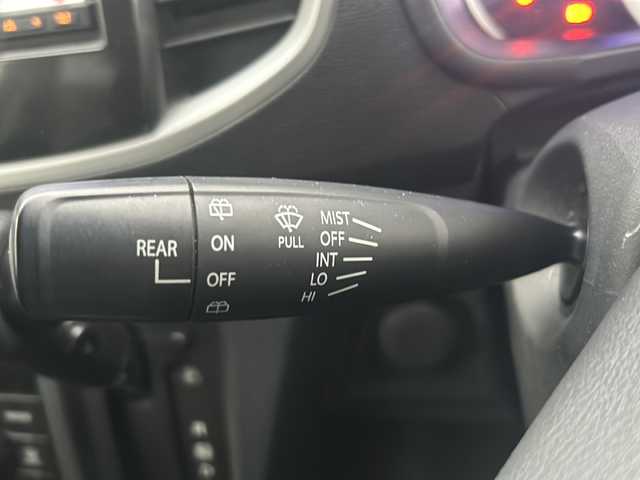 REAR
ON
OFF
PULL
MIST
OFF
INT
LO
HI